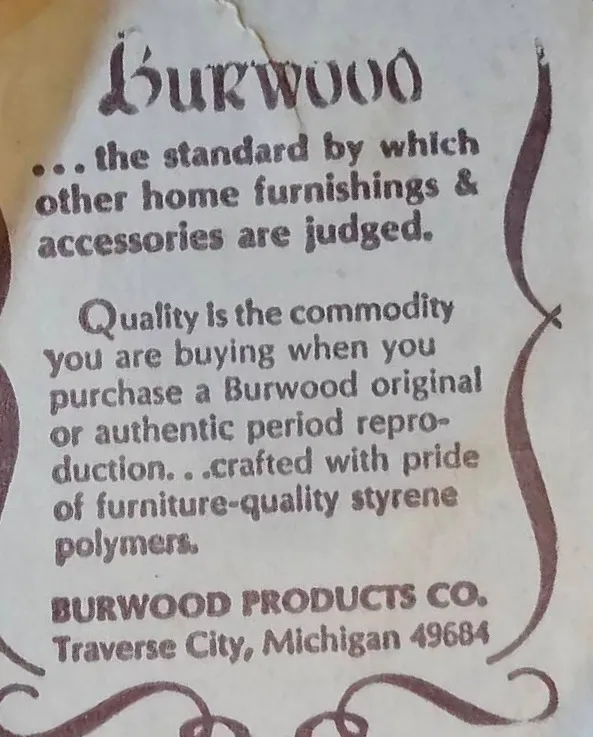 Burwood
...the standard by which
other home furnishings &
accessories are judged.
Quality is the commodity
you are buying when you
purchase a Burwood original
or authentic period repro-
duction...crafted with pride
of furniture-quality styrene
polymers.
BURWOOD PRODUCTS CO.
Traverse City, Michigan 49684